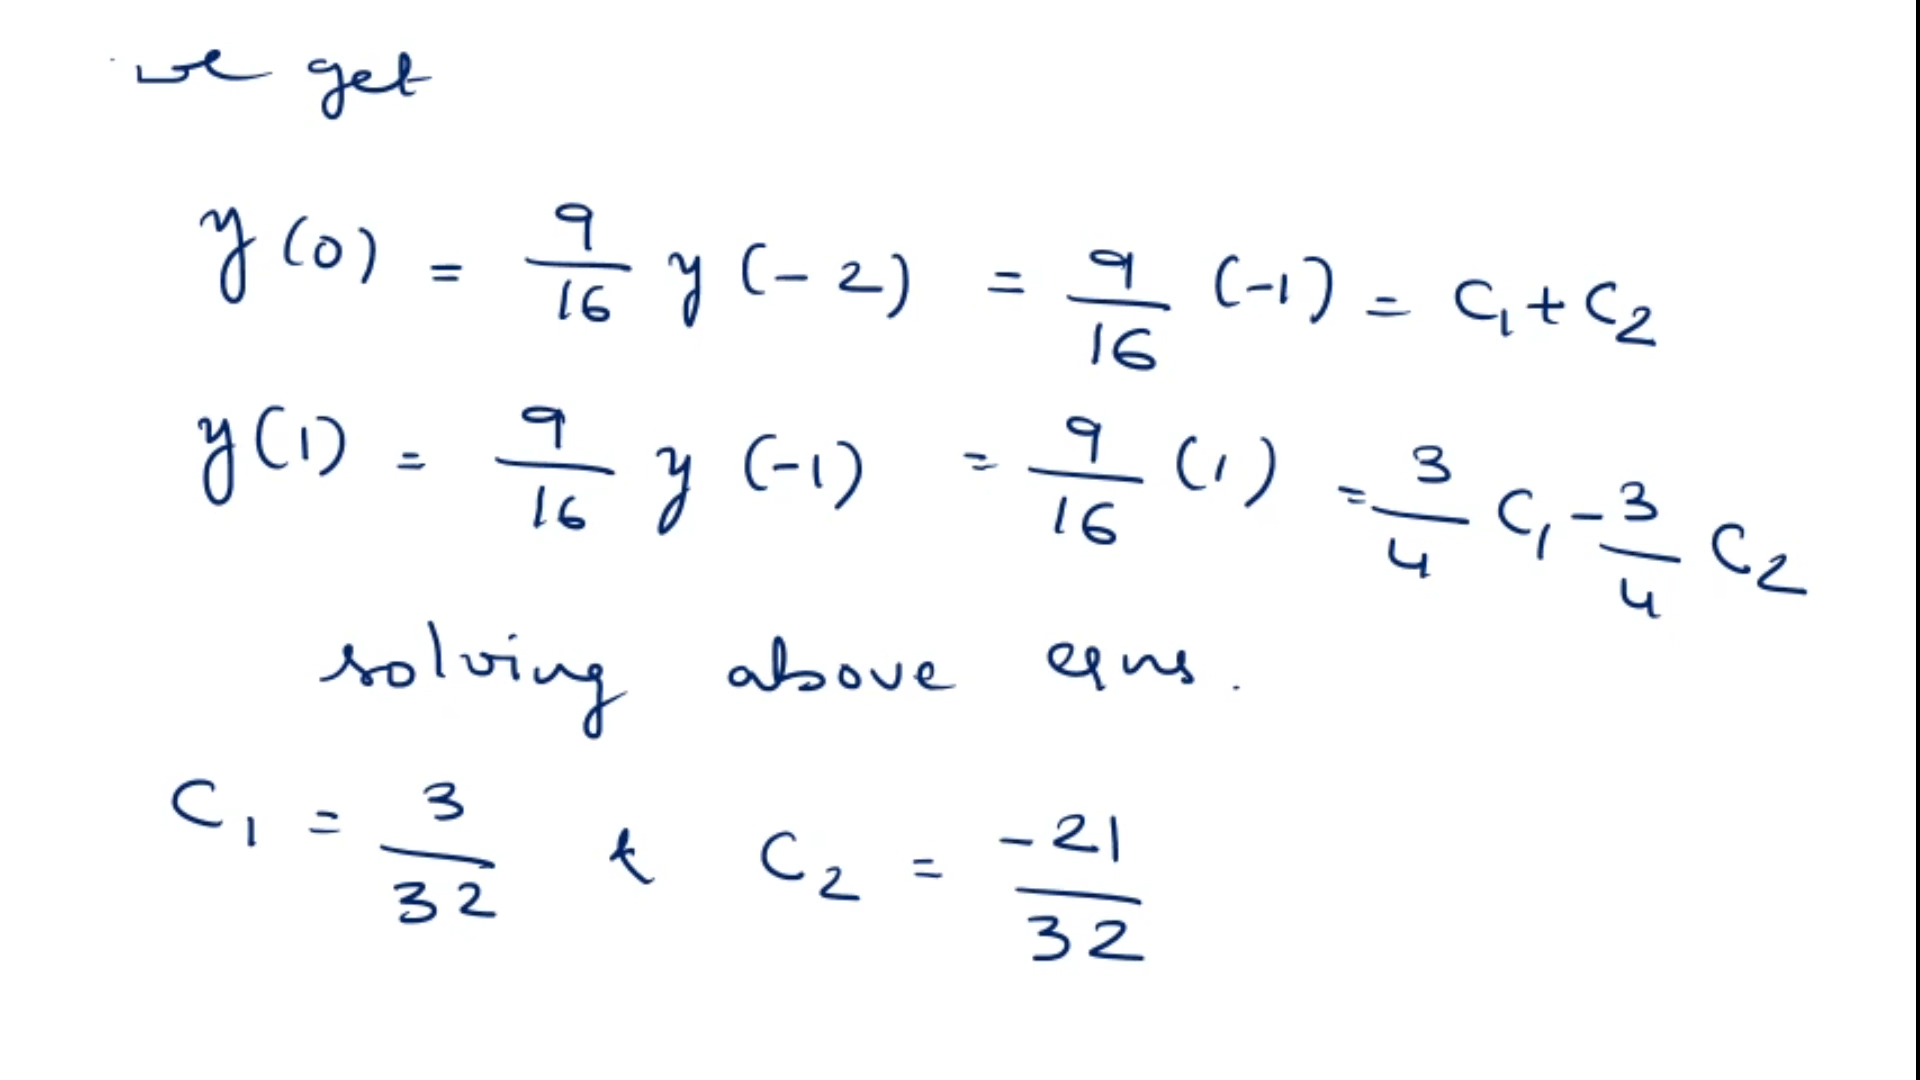 we get
y(0) = 9/16 y(-2) = 9/16 (-1) = C₁ + C₂
y(1) = 9/16 y(-1) = 9/16 (1) = 3/4 C₁ - 3/4 C₂
solving above eqns.
C₁ = 3/32 & C₂ = -21/32